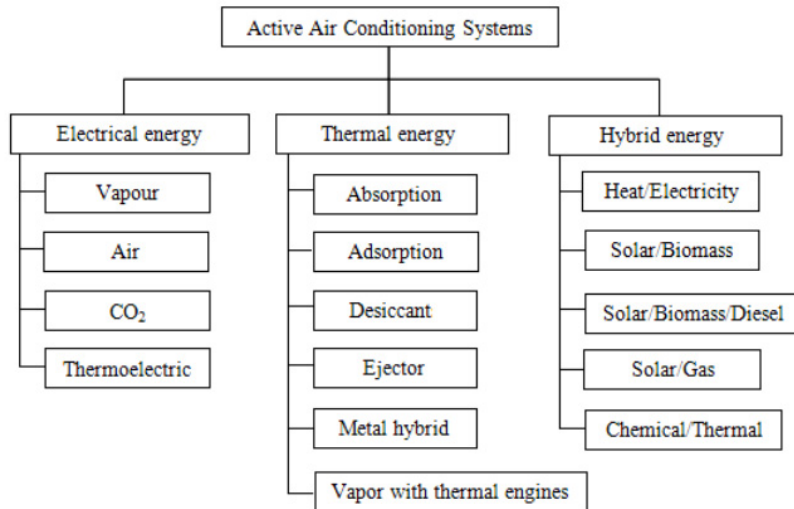 Active Air Conditioning Systems
Electrical energy
Thermal energy
Hybrid energy
Vapour
Air
CO₂
Thermoelectric
Absorption
Adsorption
Desiccant
Ejector
Metal hybrid
Vapor with thermal engines
Heat/Electricity
Solar/Biomass
Solar/Biomass/Diesel
Solar/Gas
Chemical/Thermal